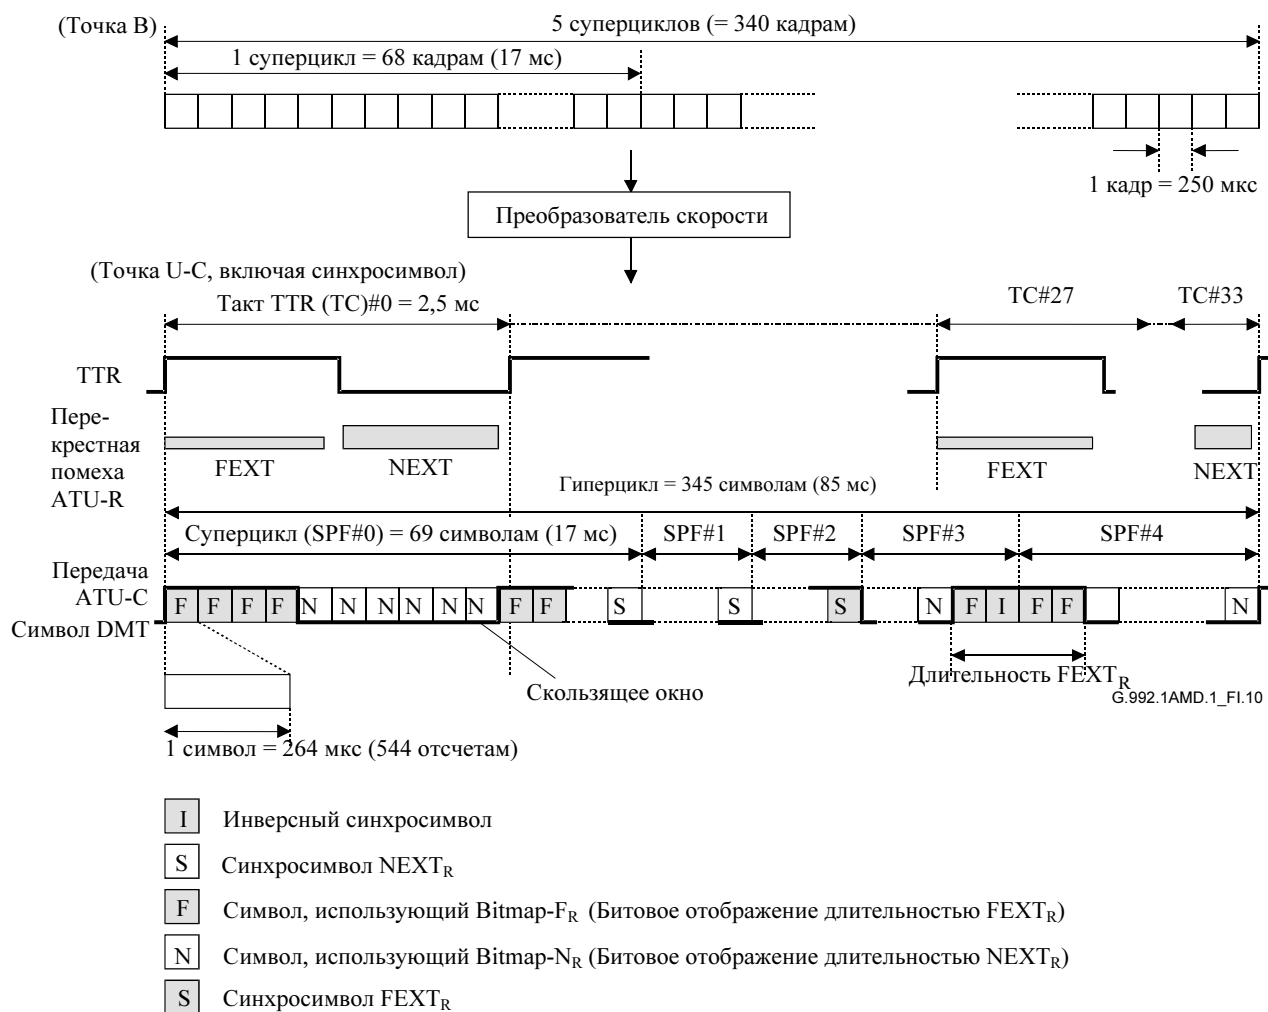 (Точка B)
5 суперциклов (= 340 кадрам)
1 суперцикл = 68 кадрам (17 мс)
1 кадр = 250 мкс
Преобразователь скорости
(Точка U-C, включая синхросимвол)
Такт TTR (TC)#0 = 2,5 мс
TC#27
TC#33
TTR
Пере-
крестная
помеха
ATU-R
FEXT
NEXT
FEXT
NEXT
Гиперцикл = 345 символам (85 мс)
Суперцикл (SPF#0) = 69 символам (17 мс)
SPF#1
SPF#2
SPF#3
SPF#4
Передача
ATU-C
F F F F N N N N N N F F S S S N F I F F N
Символ DMT
Скользящее окно
Длительность FEXTR
G.992.1AMD.1_FI.10
1 символ = 264 мкс (544 отсчетам)
I Инверсный синхросимвол
S Синхросимвол NEXTR
F Символ, использующий Bitmap-FR (Битовое отображение длительностью FEXTR)
N Символ, использующий Bitmap-NR (Битовое отображение длительностью NEXTR)
S Синхросимвол FEXTR